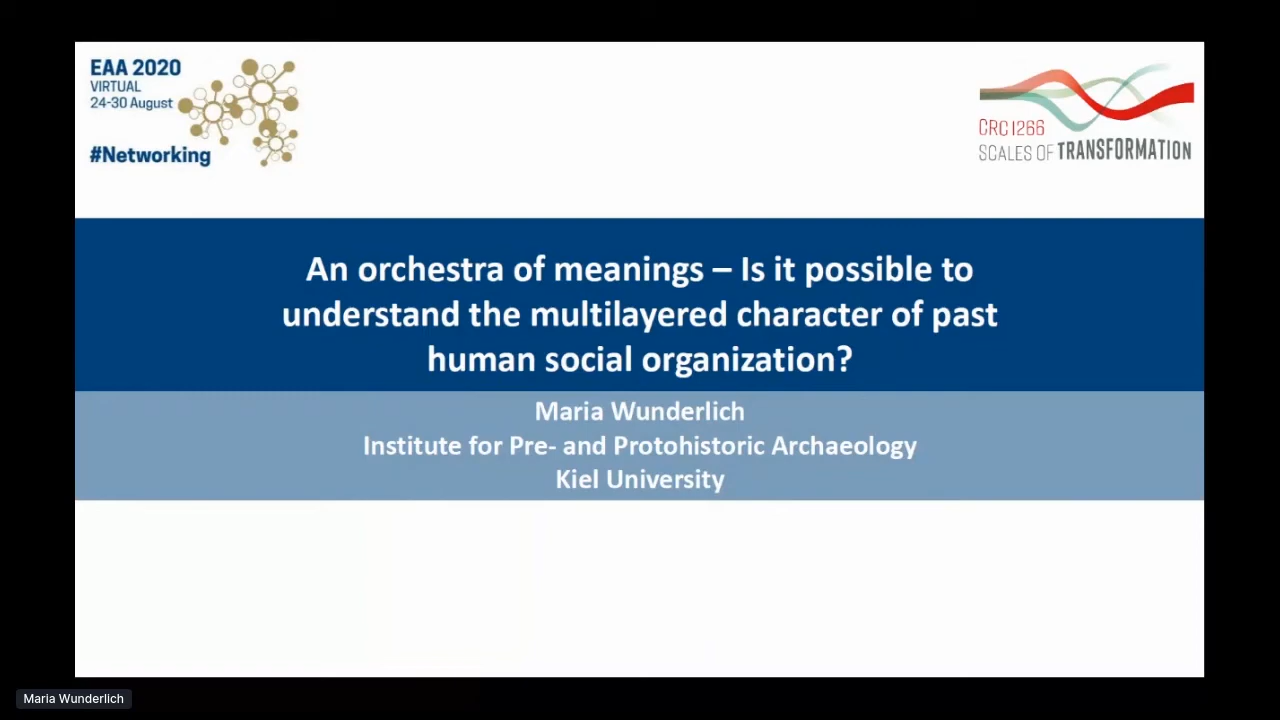 EAA 2020
VIRTUAL
24-30 August
#Networking
CRC1266
SCALES OF TRANSFORMATION
An orchestra of meanings – Is it possible to
understand the multilayered character of past
human social organization?
Maria Wunderlich
Institute for Pre- and Protohistoric Archaeology
Kiel University
Maria Wunderlich